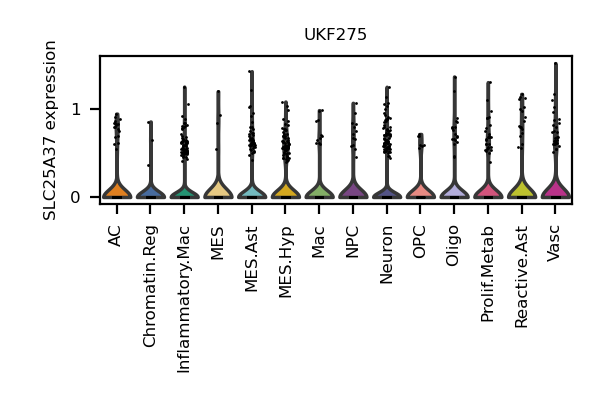 UKF275
SLC25A37 expression
1
0
AC
Chromatin.Reg
Inflammatory.Mac
MES
MES.Ast
MES.Hyp
Mac
NPC
Neuron
OPC
Oligo
Prolif.Metab
Reactive.Ast
Vasc